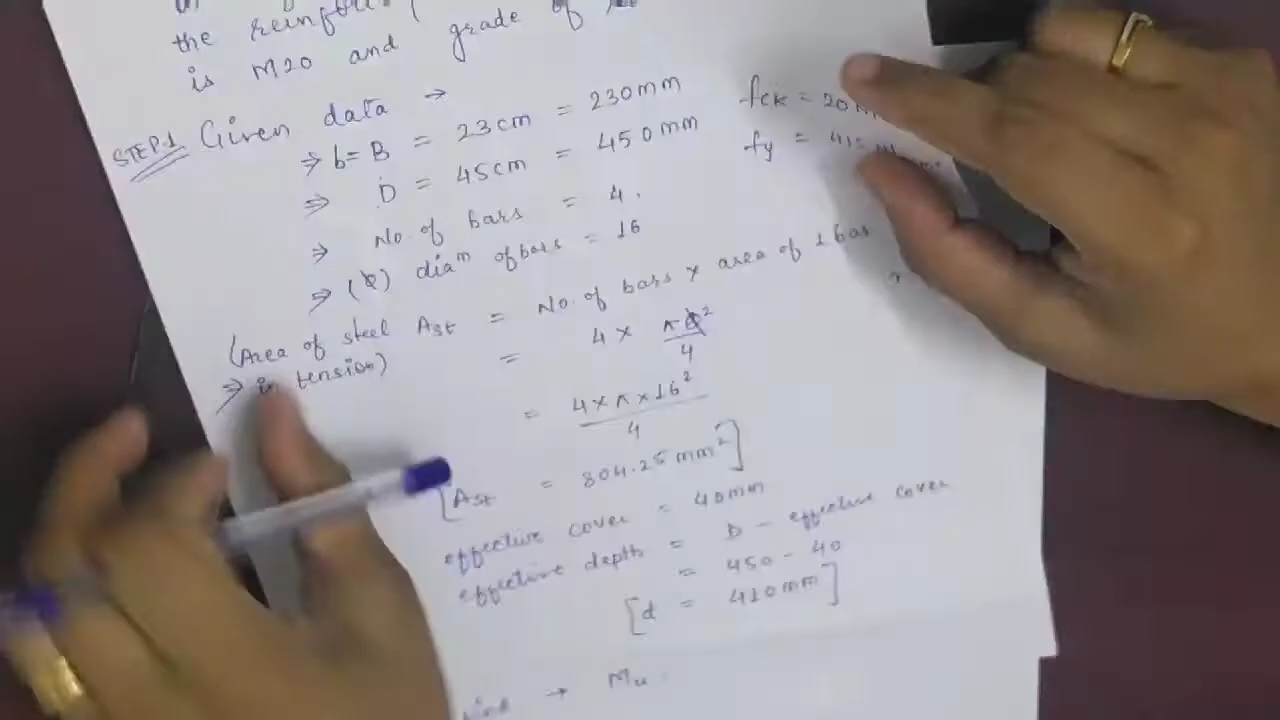 the reinfor
is M20 and grade of
STEP:1 Given data →
⇒ b=B = 23cm = 230mm
⇒ D = 45cm = 450mm
⇒ No. of bars = 4.
⇒ (ϕ) diaᵐ of bars = 16
fck = 20
fy = 415
(Area of steel Ast = No. of bars × area of 1 bar
⇒ in tension) = 4 × πϕ²/4
= 4×π×16²/4
[Ast = 804.25 mm²]
effective cover = 40mm
effective depth = D - effective cover
= 450 - 40
[d = 410mm]
→ Mu.